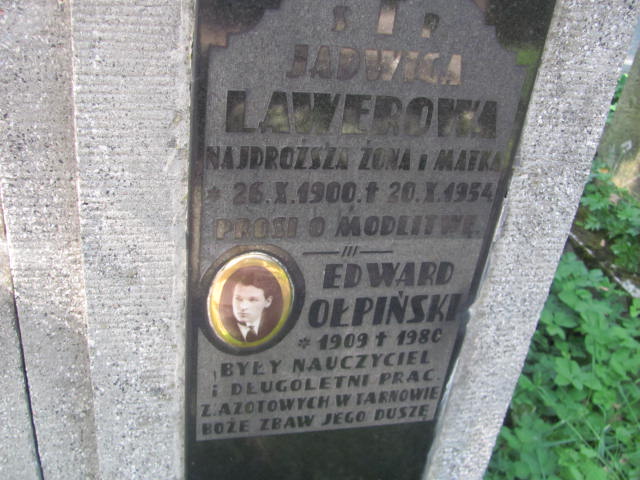 S P
JADWIGA
LAWEROWA
NAJDROŻSZA ŻONA i MATKA
* 26.X.1900. † 20.X.1954
PROSI O MODLITWĘ.
EDWARD
OŁPIŃSKI
* 1909 † 1980
BYŁY NAUCZYCIEL
i DŁUGOLETNI PRAC.
Z.AZOTOWYCH W TARNOWIE
BOŻE ZBAW JEGO DUSZĘ